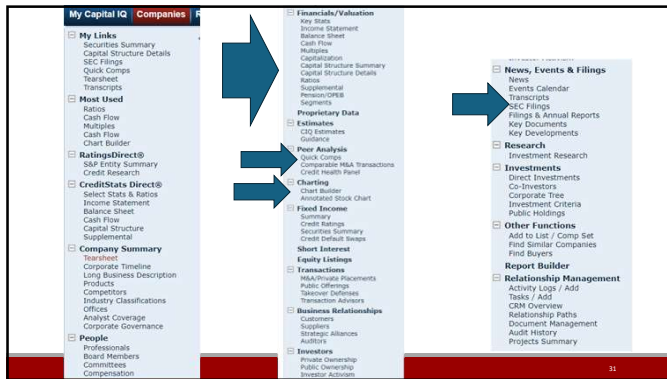 My Capital IQ Companies R
My Links
Securities Summary
Capital Structure Details
SEC Filings
Quick Comps
Tearsheet
Transcripts
Most Used
Ratios
Cash Flow
Multiples
Cash Flow
Chart Builder
RatingsDirect®
S&P Entity Summary
Credit Research
CreditStats Direct®
Select Stats & Ratios
Income Statement
Balance Sheet
Cash Flow
Capital Structure
Supplemental
Company Summary
Tearsheet
Corporate Timeline
Long Business Description
Products
Competitors
Industry Classifications
Offices
Analyst Coverage
Corporate Governance
People
Professionals
Board Members
Committees
Compensation
Financials/Valuation
Key Stats
Income Statement
Balance Sheet
Cash Flow
Multiples
Capitalization
Capital Structure Summary
Capital Structure Details
Ratios
Supplemental
Pension/OPEB
Segments
Proprietary Data
Estimates
CIQ Estimates
Guidance
Peer Analysis
Quick Comps
Comparable M&A Transactions
Credit Health Panel
Charting
Chart Builder
Annotated Stock Chart
Fixed Income
Summary
Credit Ratings
Securities Summary
Credit Default Swaps
Short Interest
Equity Listings
Transactions
M&A/Private Placements
Public Offerings
Takeover Defenses
Transaction Advisors
Business Relationships
Customers
Suppliers
Strategic Alliances
Auditors
Investors
Private Ownership
Public Ownership
Investor Activism
News, Events & Filings
News
Events Calendar
Transcripts
SEC Filings
Filings & Annual Reports
Key Documents
Key Developments
Research
Investment Research
Investments
Direct Investments
Co-Investors
Corporate Tree
Investment Criteria
Public Holdings
Other Functions
Add to List / Comp Set
Find Similar Companies
Find Buyers
Report Builder
Relationship Management
Activity Logs / Add
Tasks / Add
CRM Overview
Relationship Paths
Document Management
Audit History
Projects Summary
31